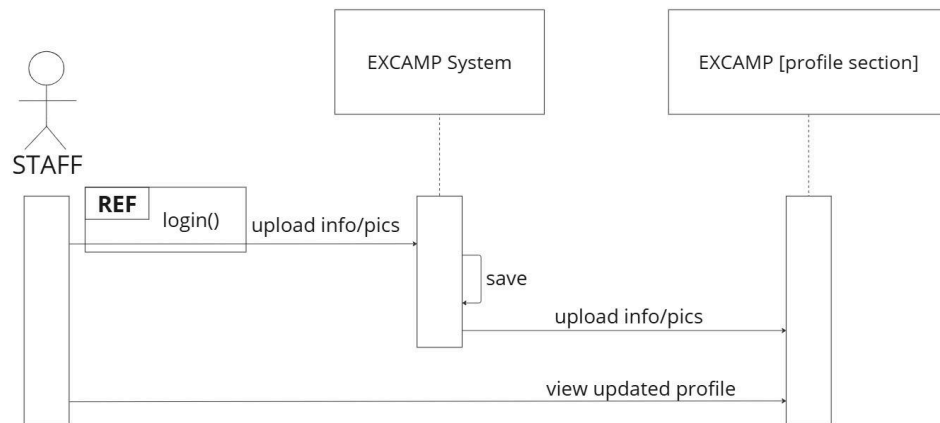 EXCAMP System
EXCAMP [profile section]
STAFF
REF
login()
upload info/pics
save
upload info/pics
view updated profile